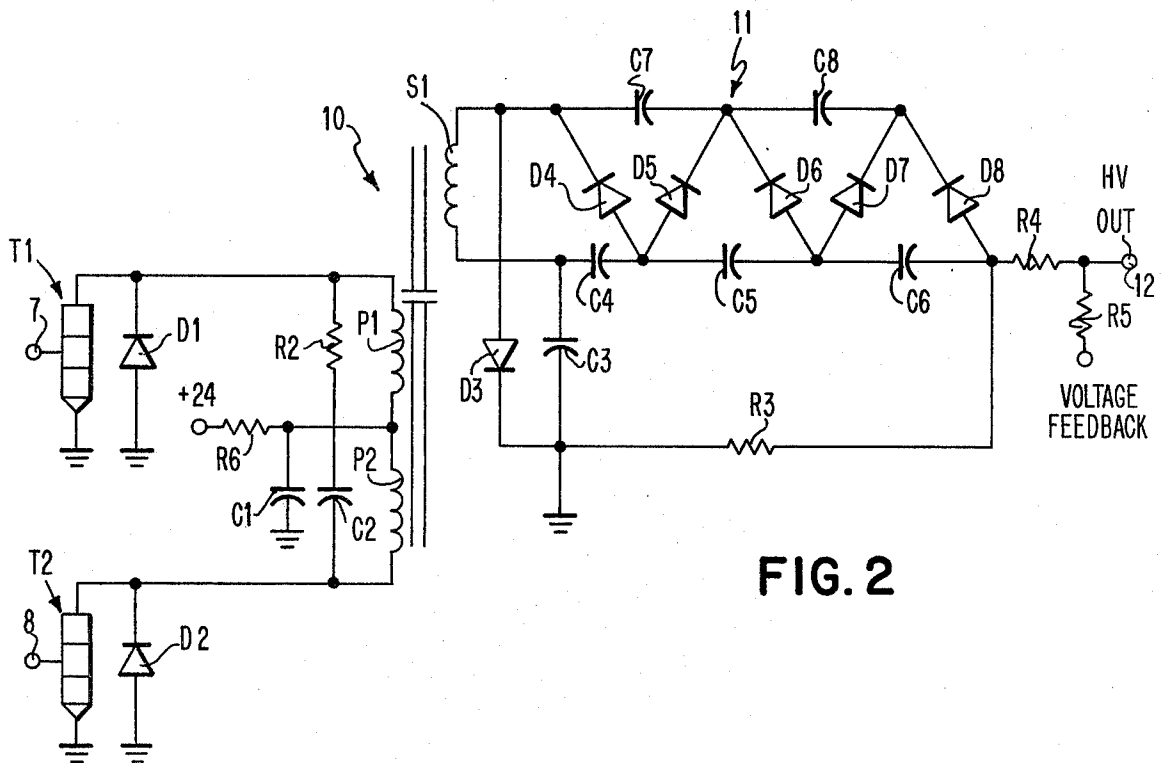 11
C7
C8
S1
10
D4
D5
D6
D7
D8
HV
OUT
R4
12
T1
7
D1
R2
P1
C4
C5
C6
R5
D3
C3
VOLTAGE
FEEDBACK
+24
R6
R3
P2
C1
C2
T2
8
D2
FIG. 2